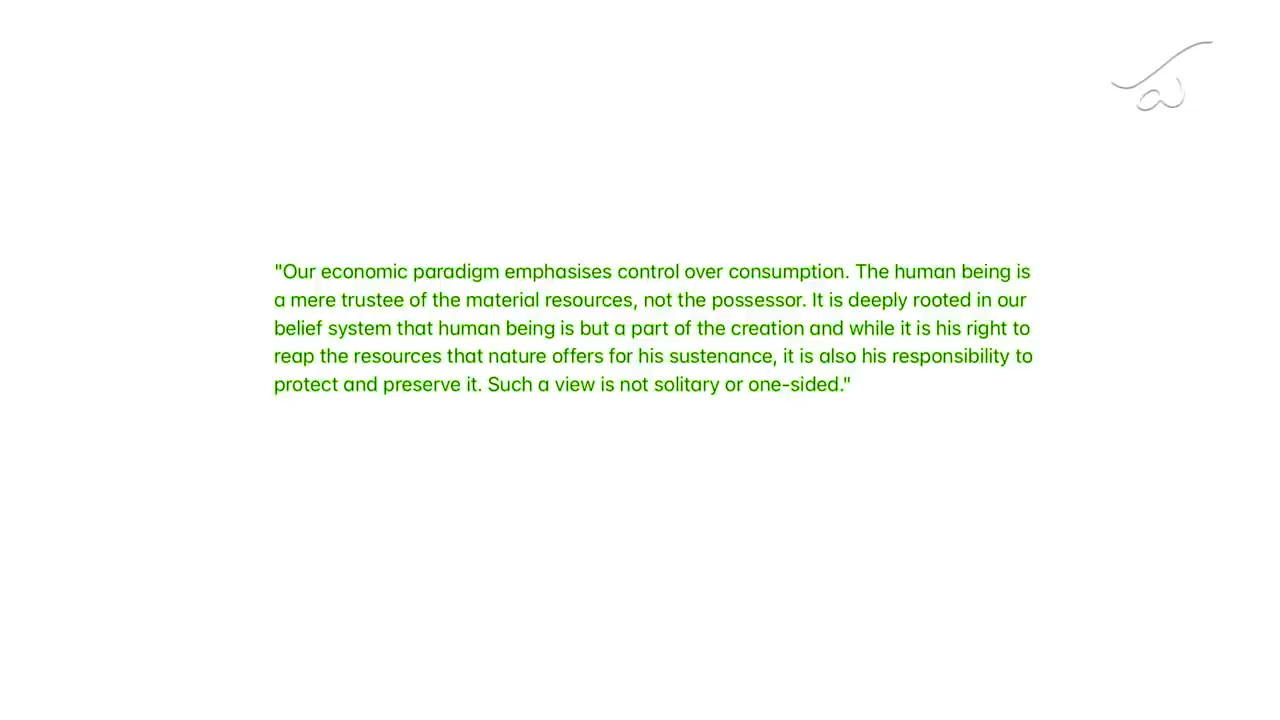 "Our economic paradigm emphasises control over consumption. The human being is
a mere trustee of the material resources, not the possessor. It is deeply rooted in our
belief system that human being is but a part of the creation and while it is his right to
reap the resources that nature offers for his sustenance, it is also his responsibility to
protect and preserve it. Such a view is not solitary or one-sided."